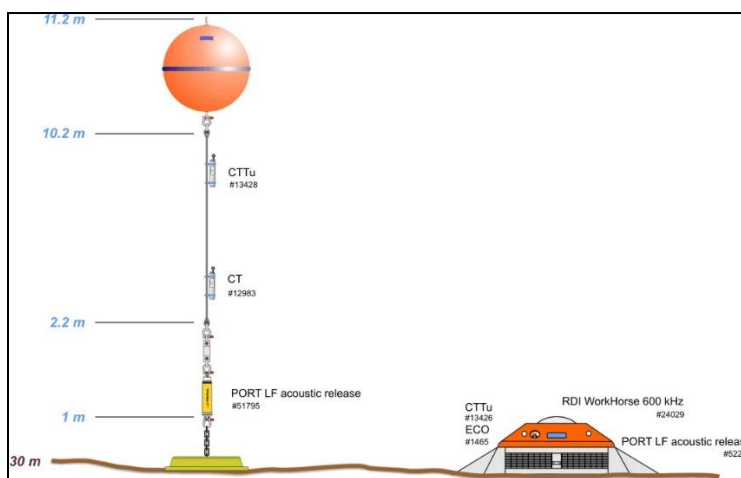 11.2 m
10.2 m
CTTu
#13428
CT
#12983
2.2 m
PORT LF acoustic release
#51795
1 m
30 m
CTTu
#13426
ECO
#1465
RDI WorkHorse 600 kHz
#24029
PORT LF acoustic releas
#522